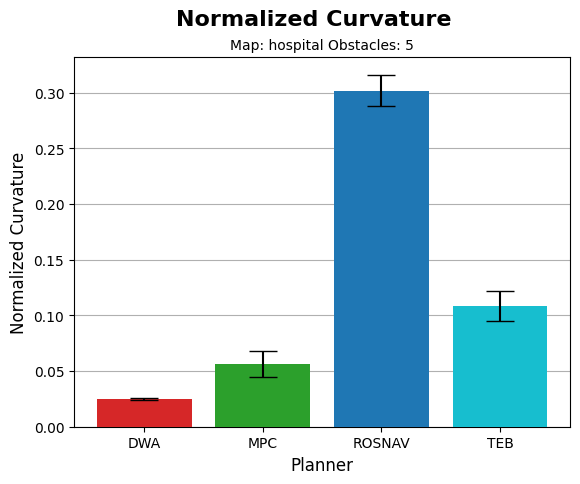 Normalized Curvature
Map: hospital Obstacles: 5
Normalized Curvature
0.30
0.25
0.20
0.15
0.10
0.05
0.00
DWA
MPC
ROSNAV
TEB
Planner